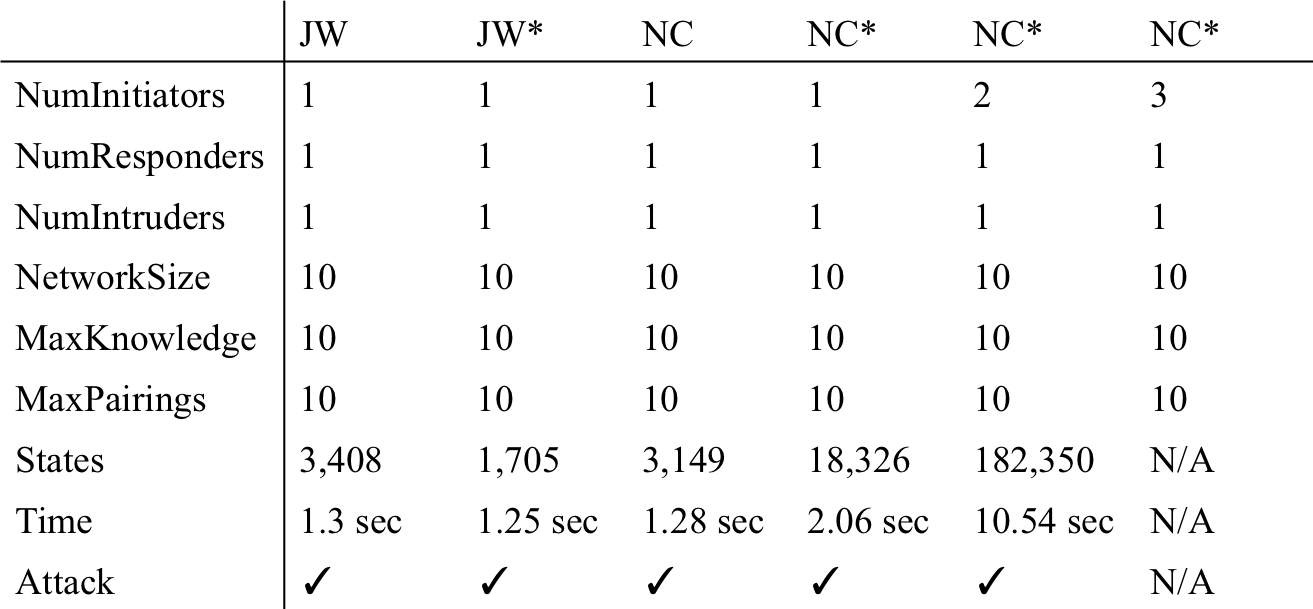 JW JW* NC NC* NC* NC*
NumInitiators 1 1 1 1 2 3
NumResponders 1 1 1 1 1 1
NumIntruders 1 1 1 1 1 1
NetworkSize 10 10 10 10 10 10
MaxKnowledge 10 10 10 10 10 10
MaxPairings 10 10 10 10 10 10
States 3,408 1,705 3,149 18,326 182,350 N/A
Time 1.3 sec 1.25 sec 1.28 sec 2.06 sec 10.54 sec N/A
Attack ✓ ✓ ✓ ✓ ✓ N/A